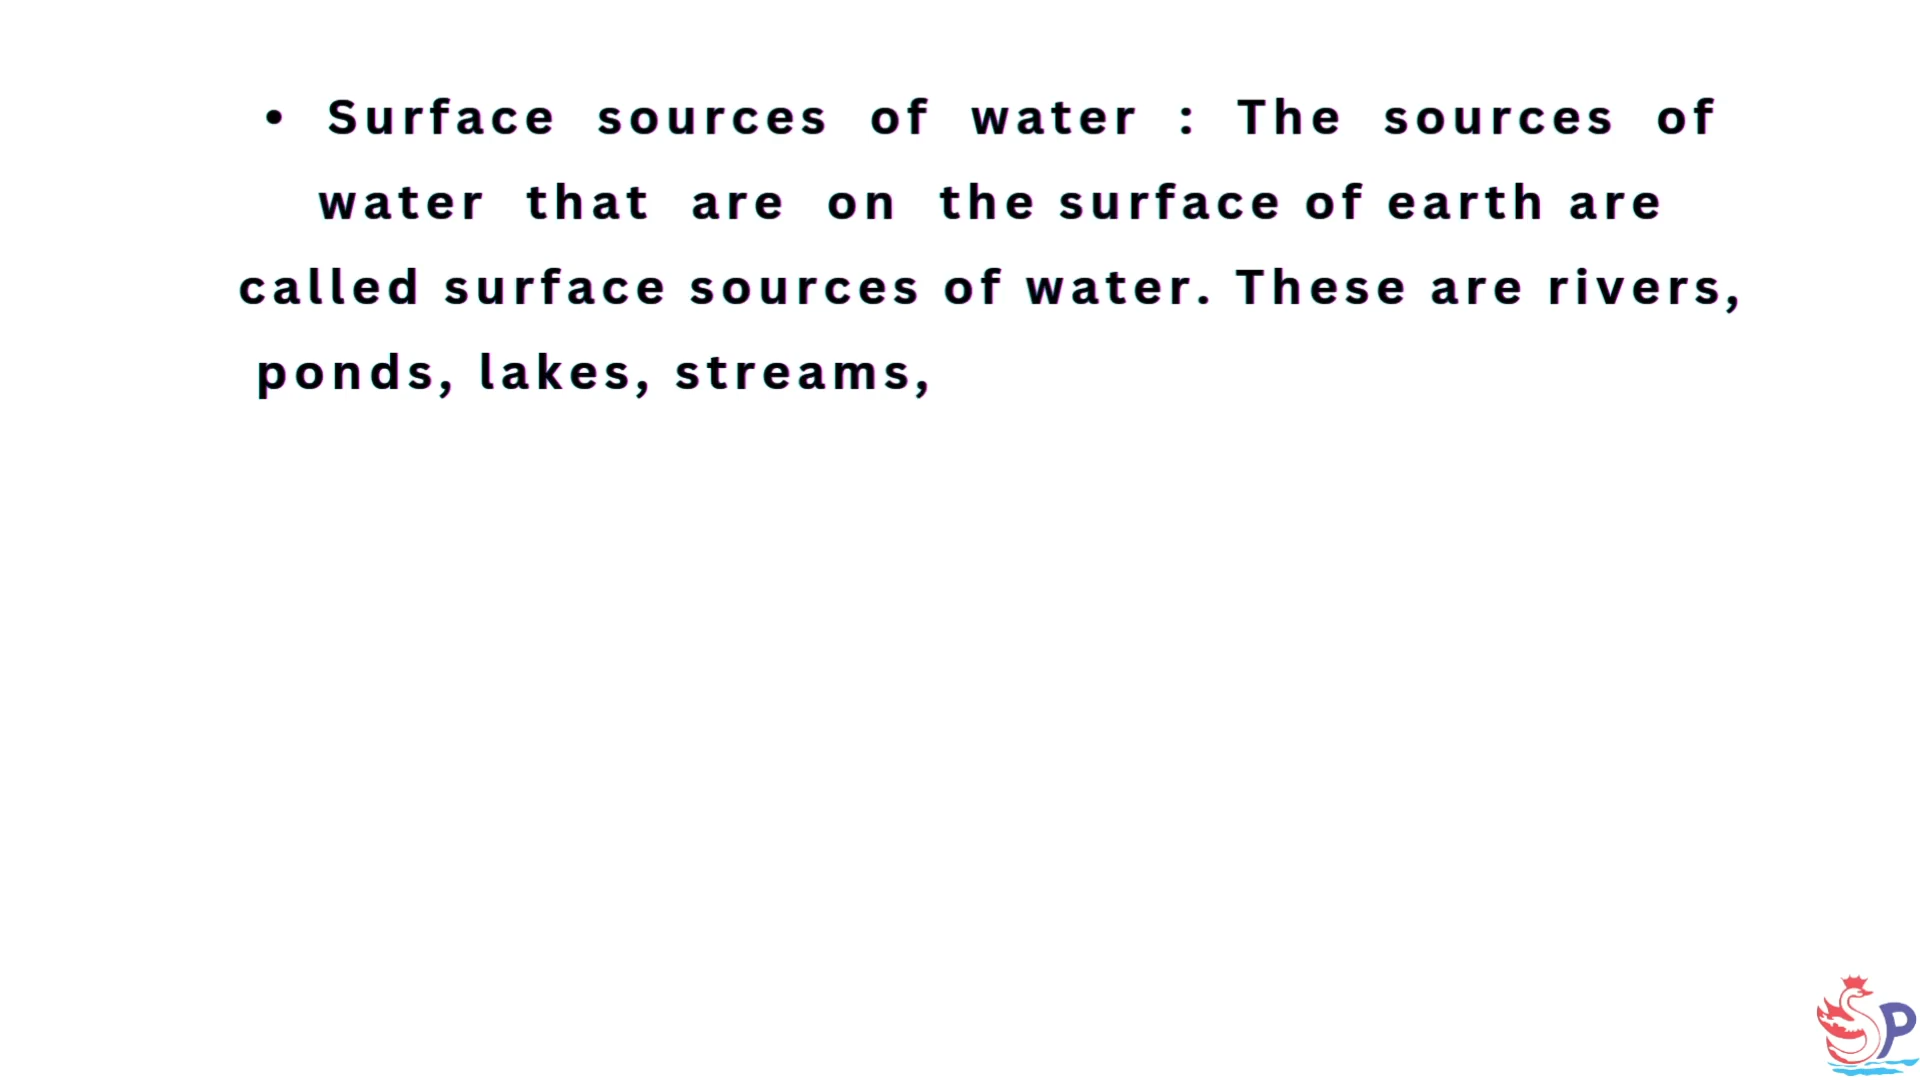 • Surface sources of water : The sources of
water that are on the surface of earth are
called surface sources of water. These are rivers,
ponds, lakes, streams,
SP